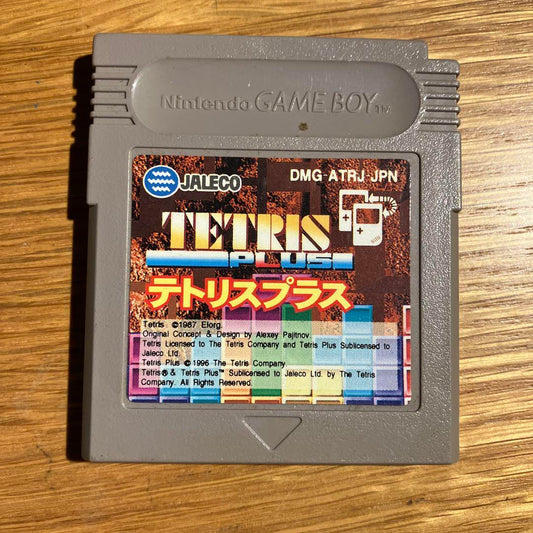 Nintendo GAME BOY TM
JALECO
DMG-ATRJ-JPN
TETRIS
PLUS
テトリスプラス
Tetris ©1987 Elorg.
Original Concept & Design by Alexey Pajitnov.
Tetris Licensed to The Tetris Company and Tetris Plus Sublicensed to
Jaleco Ltd.
Tetris Plus ©1996 The Tetris Company
Tetris® & Tetris Plus™ Sublicensed to Jaleco Ltd. by The Tetris
Company. All Rights Reserved.